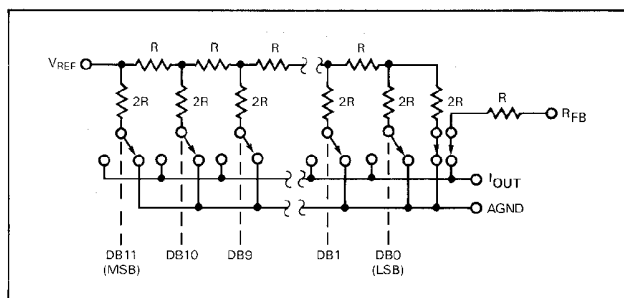 R R R R
VREF
2R 2R 2R 2R 2R 2R R RFB
IOUT
AGND
DB11 DB10 DB9 DB1 DB0
(MSB) (LSB)